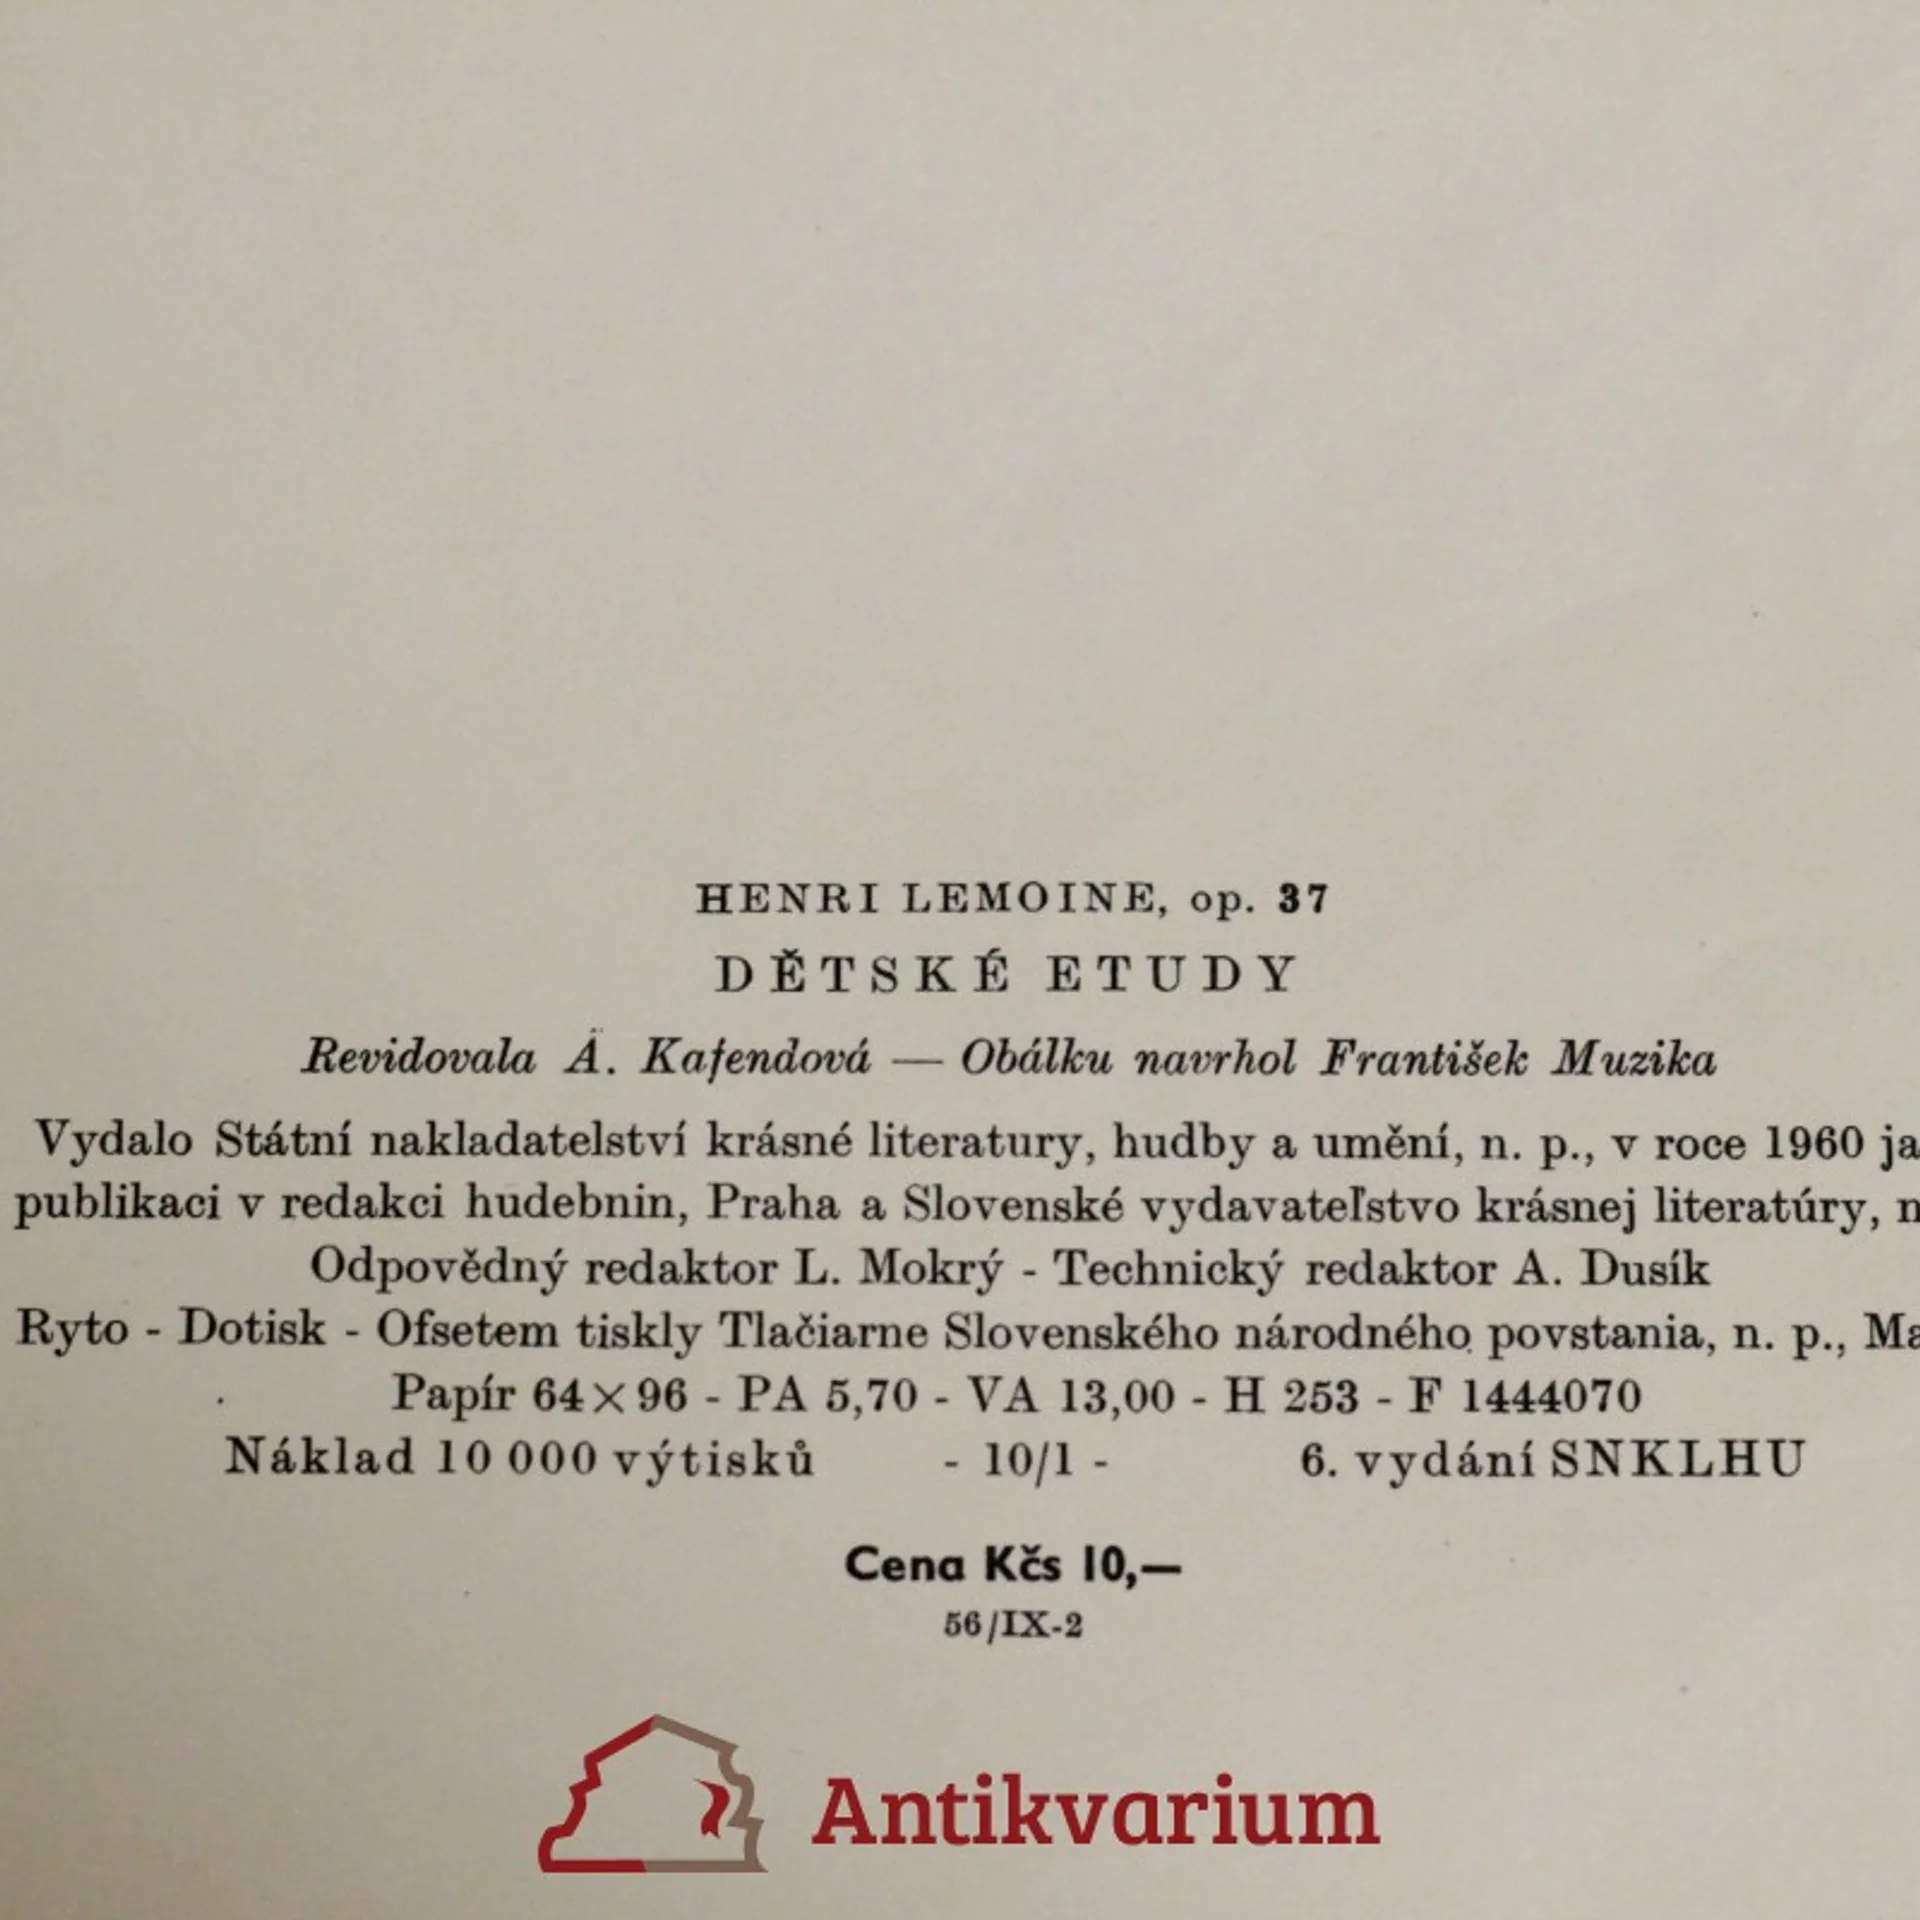 HENRI LEMOINE, op. 37
DĚTSKÉ ETUDY
Revidovala A. Kafendová — Obálku navrhol František Muzika
Vydalo Státní nakladatelství krásné literatury, hudby a umění, n. p., v roce 1960 ja
publikaci v redakci hudebnin, Praha a Slovenské vydavateľstvo krásnej literatúry, n
Odpovědný redaktor L. Mokrý - Technický redaktor A. Dusík
Ryto - Dotisk - Ofsetem tiskly Tlačiarne Slovenského národného povstania, n. p., Ma
Papír 64×96 - PA 5,70 - VA 13,00 - H 253 - F 1444070
Náklad 10 000 výtisků - 10/1 - 6. vydání SNKLHU
Cena Kčs 10,—
56/IX-2
Antikvarium